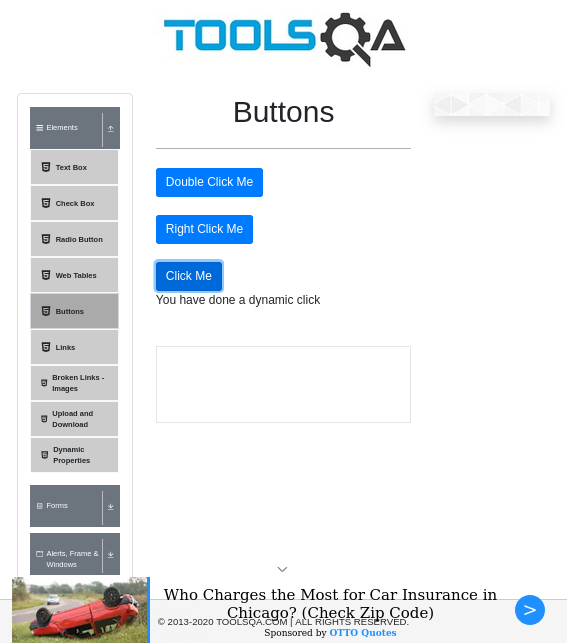 TOOLSQA
Elements
Text Box
Check Box
Radio Button
Web Tables
Buttons
Links
Broken Links -
Images
Upload and
Download
Dynamic
Properties
Forms
Alerts, Frame &
Windows
Buttons
Double Click Me
Right Click Me
Click Me
You have done a dynamic click
Who Charges the Most for Car Insurance in
Chicago? (Check Zip Code)
© 2013-2020 TOOLSQA.COM | ALL RIGHTS RESERVED.
Sponsored by OTTO Quotes